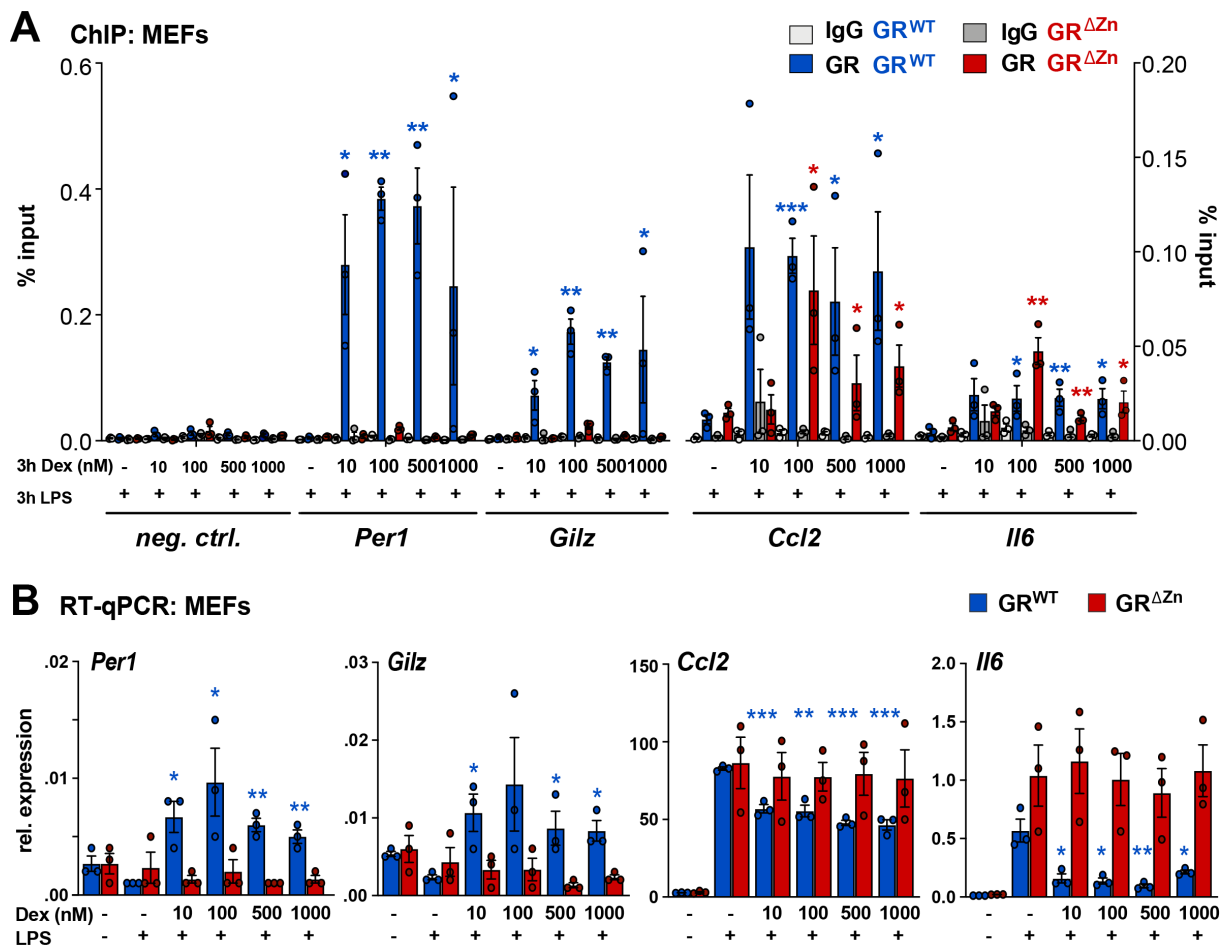 A ChIP: MEFs
IgG GR^WT IgG GR^ΔZn
GR GR^WT GR GR^ΔZn
0.6 0.20
* * ** ** *
0.4 0.15
* * * *** *
% input % input
0.2 0.10
* ** ** * * *
0.05
** * ** ** * *
0.0 0.00
3h Dex (nM) - 10 100 500 1000 - 10 100 500 1000 - 10 100 500 1000 - 10 100 500 1000 - 10 100 500 1000
3h LPS + + + + + + + + + + + + + + + + + + + + + + + + +
neg. ctrl. Per1 Gilz Ccl2 Il6
B RT-qPCR: MEFs
GR^WT GR^ΔZn
Per1 Gilz Ccl2 Il6
.02 .03 150 2.0
* * ** ** * * * *** ** *** *** * * ** *
rel. expression
.02 1.5
.01 100 1.0
.01 50 0.5
.00 .00 0 0.0
Dex (nM) - - 10 100 500 1000 - - 10 100 500 1000 - - 10 100 500 1000 - - 10 100 500 1000
LPS - + + + + + - + + + + + - + + + + + - + + + + +